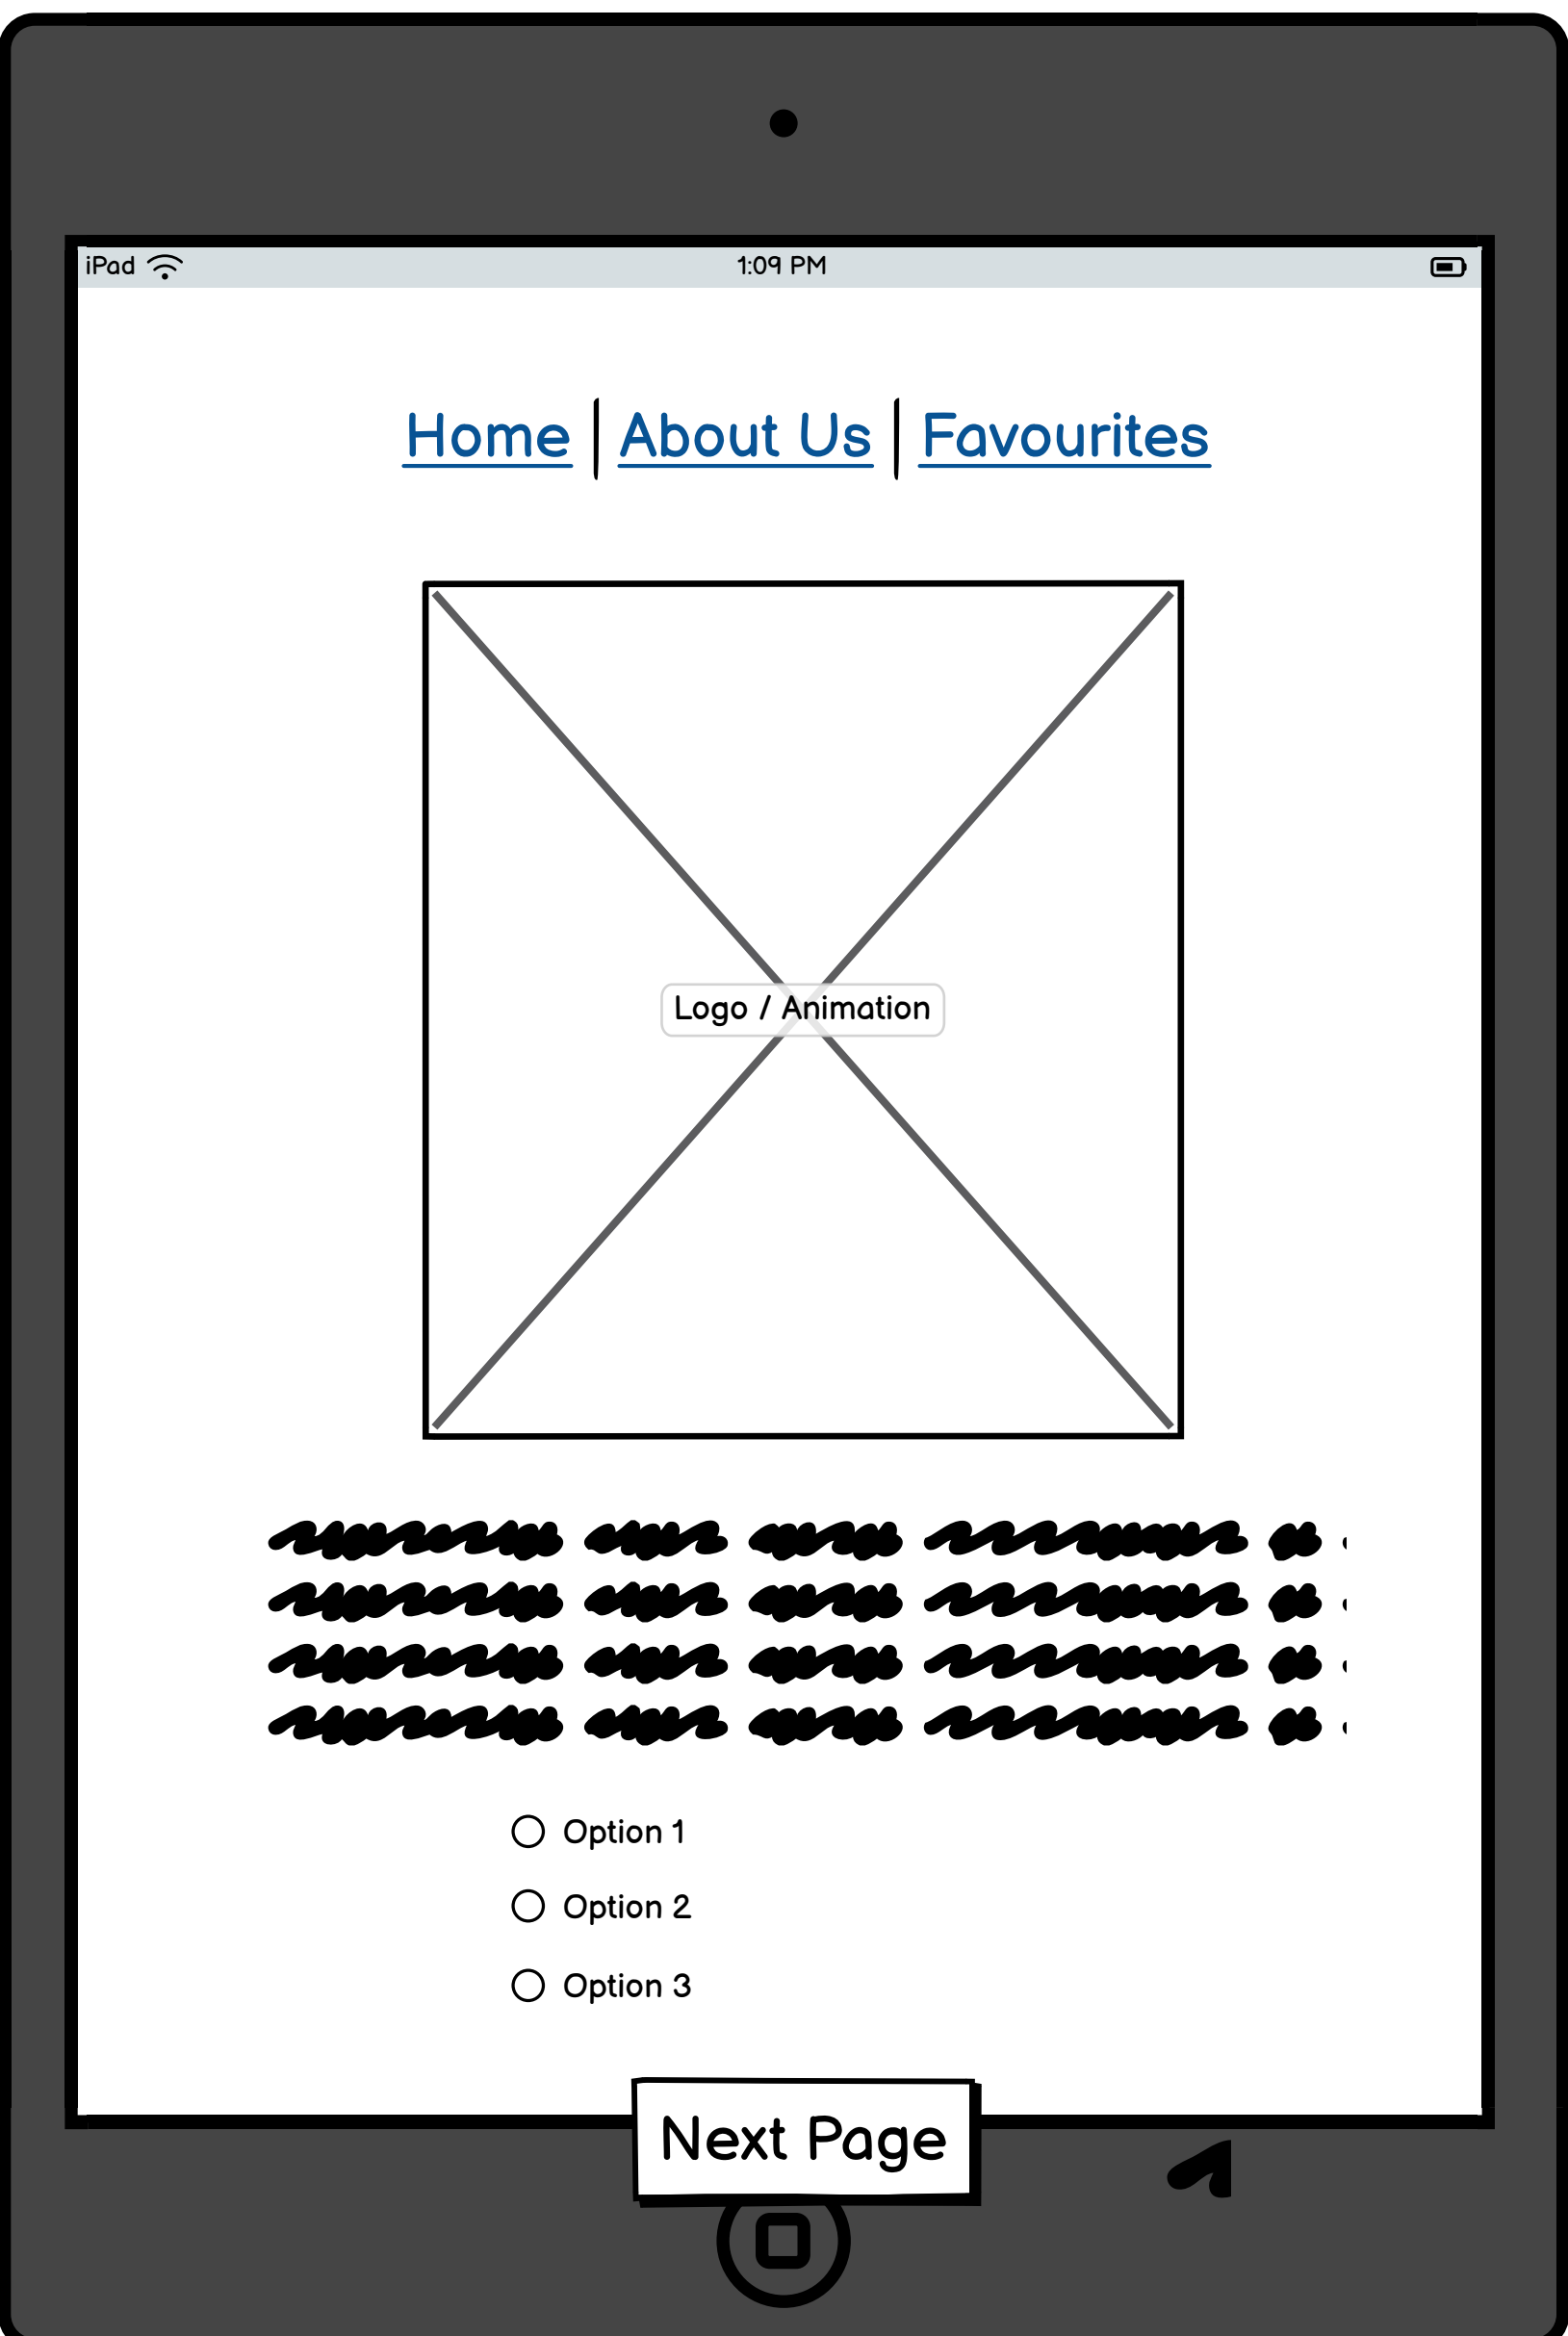 iPad 1:09 PM
Home | About Us | Favourites
Logo / Animation
Option 1
Option 2
Option 3
Next Page